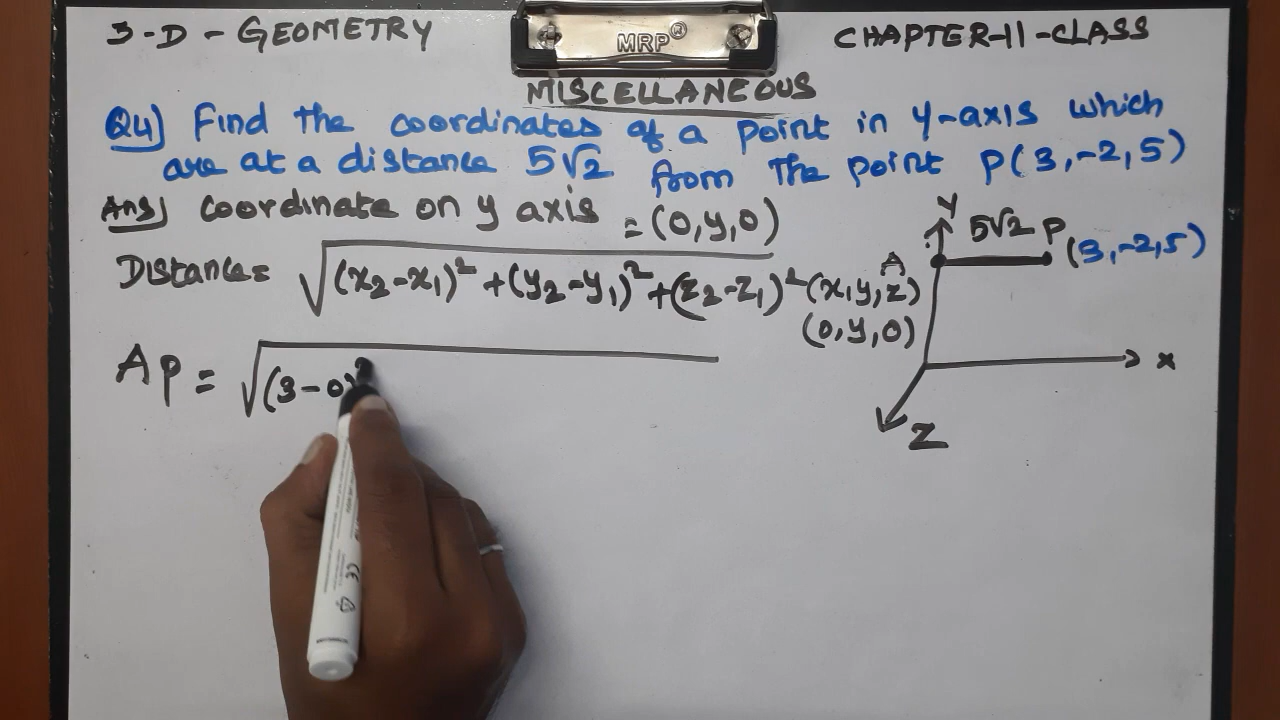 3-D-GEOMETRY
MRP®
CHAPTER-11-CLASS
MISCELLANEOUS
Q4) Find the coordinates of a point in y-axis which
are at a distance 5√2 from the point P(3,-2,5)
Ans) Coordinate on y axis = (0,y,0)
Distance = √(x₂-x₁)²+(y₂-y₁)²+(z₂-z₁)²
AP = √(3-0)²
Y
5√2
P
(3,-2,5)
A
(x,y,z)
(0,y,0)
X
Z